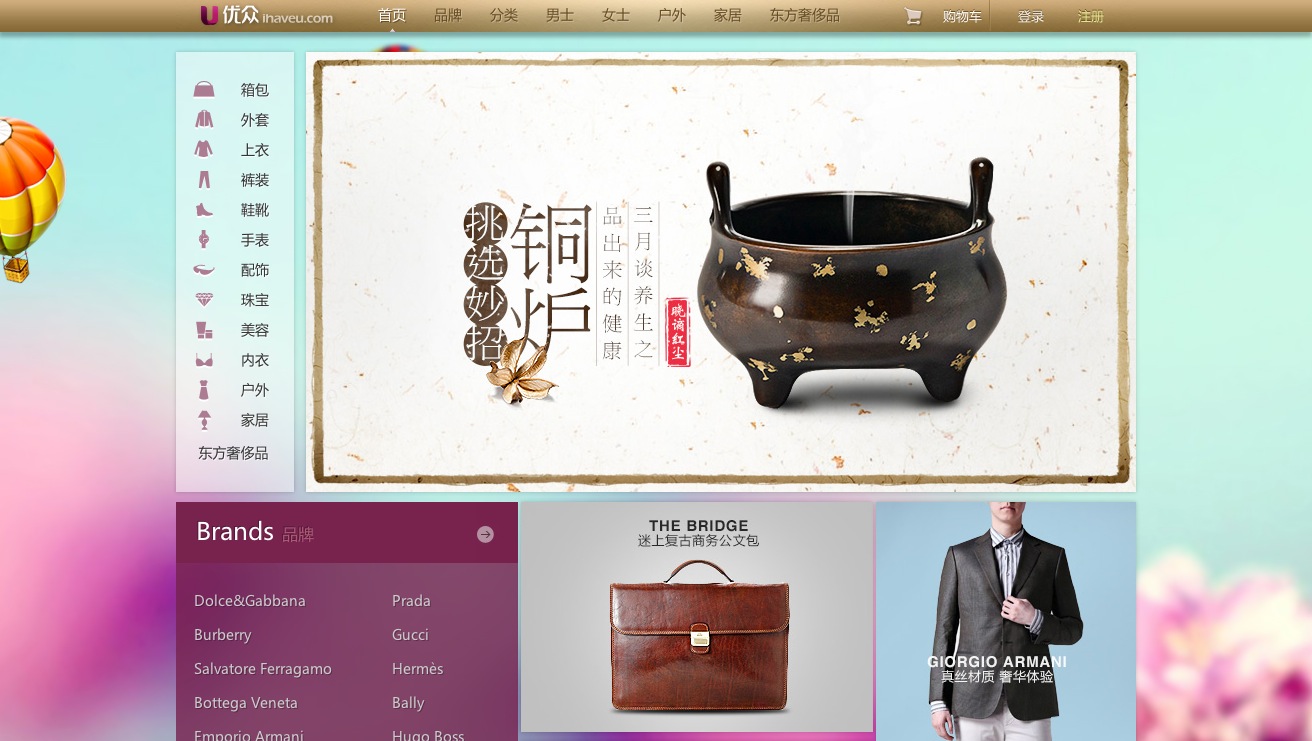 优众 ihaveu.com
首页 品牌 分类 男士 女士 户外 家居 东方奢侈品
购物车 登录 注册
箱包
外套
上衣
裤装
鞋靴
手表
配饰
珠宝
美容
内衣
户外
家居
东方奢侈品
挑选妙招
铜炉
品出来的健康
三月谈养生之
晓谪红尘
Brands 品牌
Dolce&Gabbana Prada
Burberry Gucci
Salvatore Ferragamo Hermès
Bottega Veneta Bally
Emporio Armani Hugo Boss
THE BRIDGE
迷上复古商务公文包
GIORGIO ARMANI
真丝材质 奢华体验